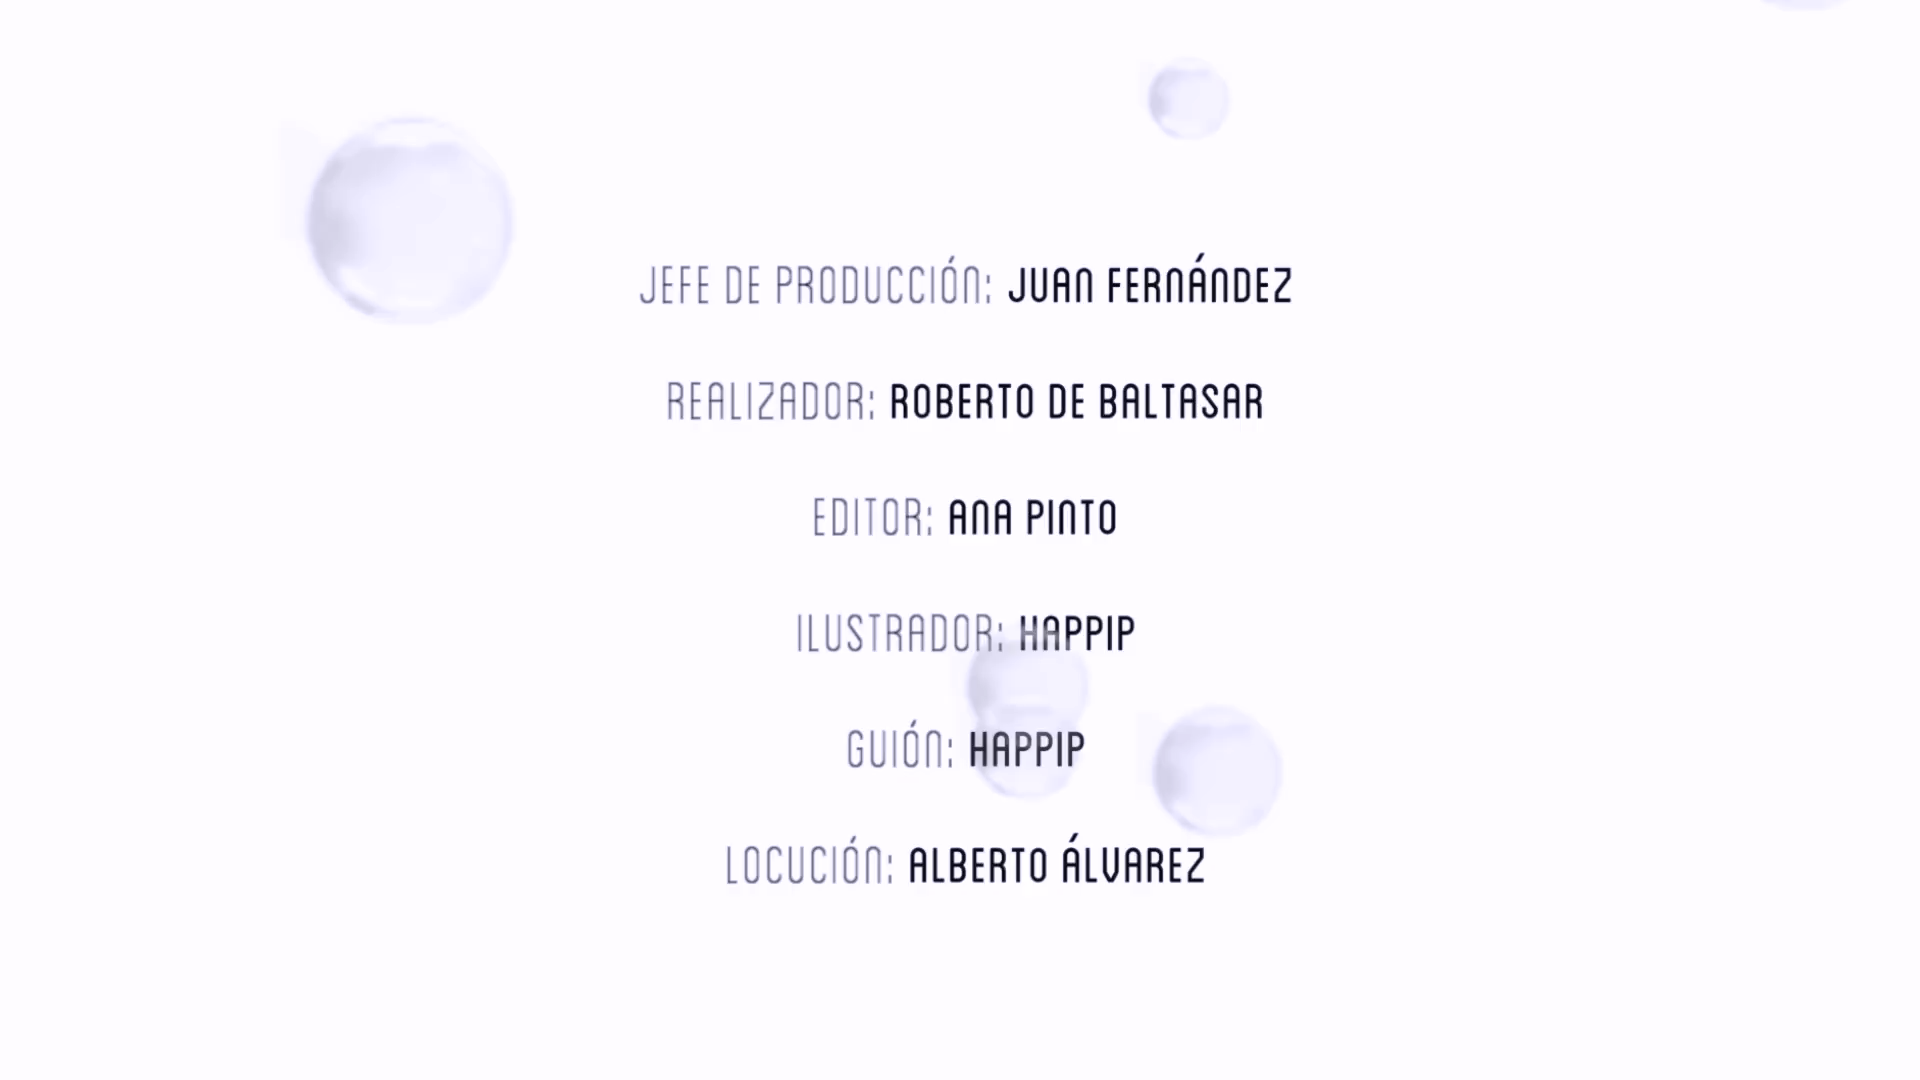 JEFE DE PRODUCCIÓN: JUAN FERNÁNDEZ
REALIZADOR: ROBERTO DE BALTASAR
EDITOR: ANA PINTO
ILUSTRADOR: HAPPIP
GUIÓN: HAPPIP
LOCUCIÓN: ALBERTO ÁLVAREZ